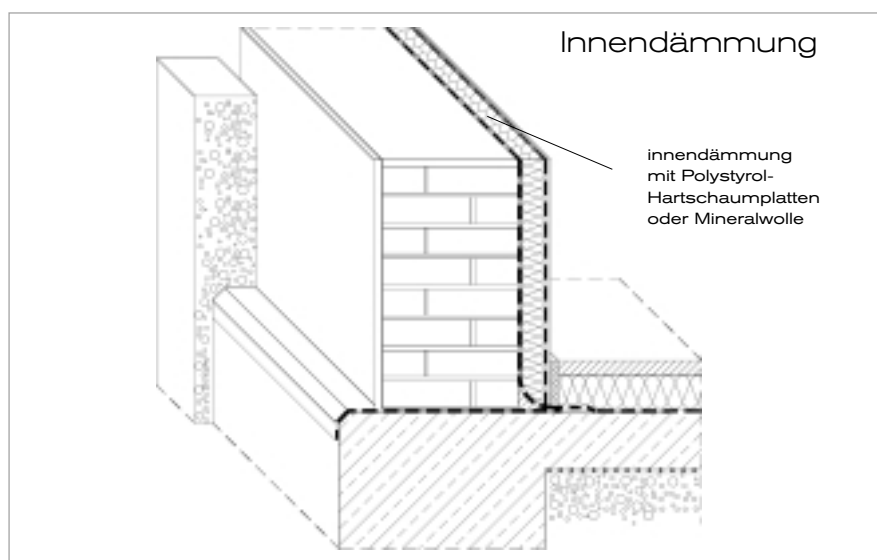 Innendämmung
innendämmung
mit Polystyrol-
Hartschaumplatten
oder Mineralwolle